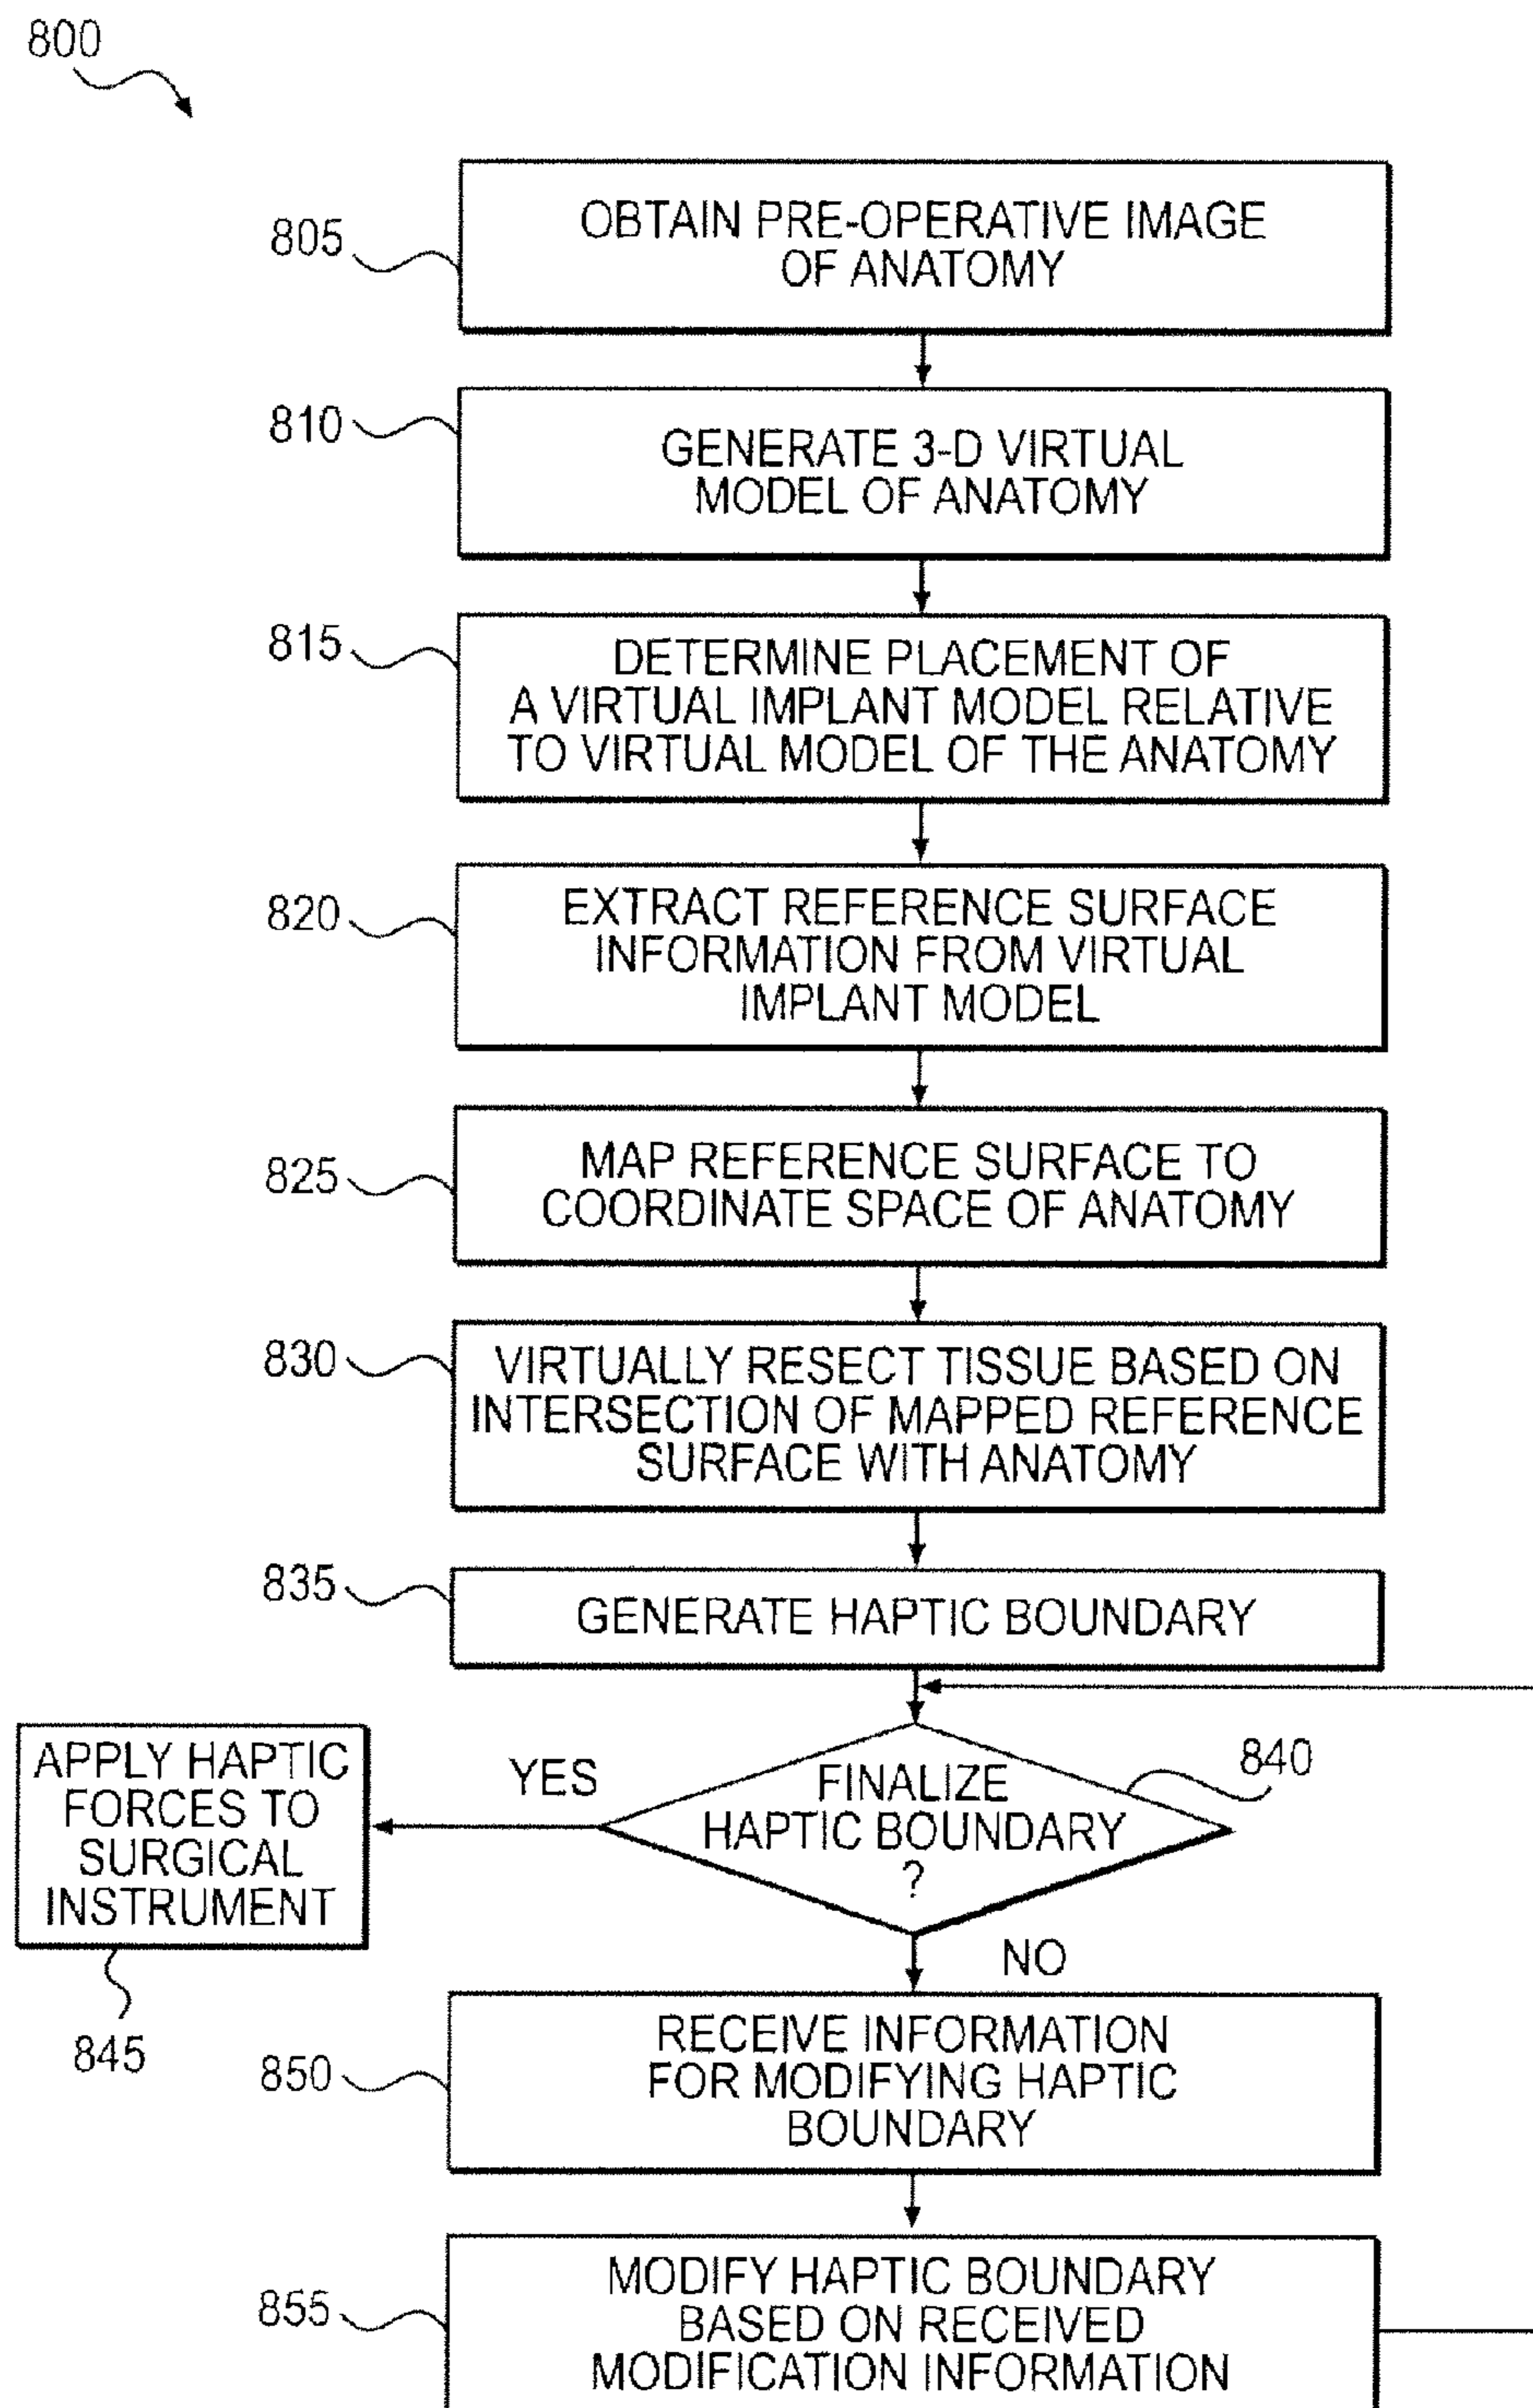 800
805
OBTAIN PRE-OPERATIVE IMAGE
OF ANATOMY
810
GENERATE 3-D VIRTUAL
MODEL OF ANATOMY
815
DETERMINE PLACEMENT OF
A VIRTUAL IMPLANT MODEL RELATIVE
TO VIRTUAL MODEL OF THE ANATOMY
820
EXTRACT REFERENCE SURFACE
INFORMATION FROM VIRTUAL
IMPLANT MODEL
825
MAP REFERENCE SURFACE TO
COORDINATE SPACE OF ANATOMY
830
VIRTUALLY RESECT TISSUE BASED ON
INTERSECTION OF MAPPED REFERENCE
SURFACE WITH ANATOMY
835
GENERATE HAPTIC BOUNDARY
840
FINALIZE
HAPTIC BOUNDARY
?
YES
APPLY HAPTIC
FORCES TO
SURGICAL
INSTRUMENT
845
NO
850
RECEIVE INFORMATION
FOR MODIFYING HAPTIC
BOUNDARY
855
MODIFY HAPTIC BOUNDARY
BASED ON RECEIVED
MODIFICATION INFORMATION